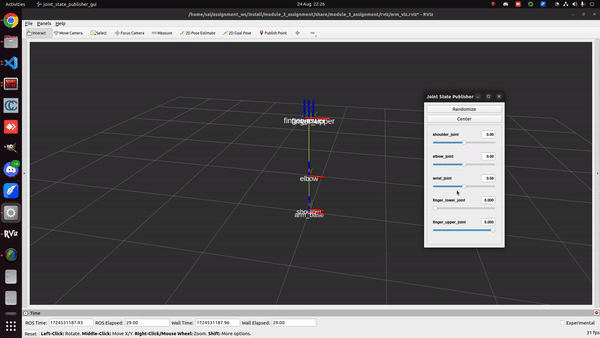 Activities
joint_state_publisher_gui
24 Aug 22:26
/home/sai/assignment_ws/install/module_3_assignment/share/module_3_assignment/rviz/arm_viz.rviz* - RViz
File Panels Help
Interact Move Camera Select Focus Camera Measure 2D Pose Estimate 2D Goal Pose Publish Point
elbow
arm_base
Joint State Publisher
Randomize
Center
shoulder_joint 0.00
elbow_joint 0.00
wrist_joint 0.00
finger_lower_joint 0.000
finger_upper_joint 0.000
RViz
Time
ROS Time: 1724531187.93 ROS Elapsed: 29.00 Wall Time: 1724531187.96 Wall Elapsed: 29.00 Experimental
Reset Left-Click: Rotate. Middle-Click: Move X/Y. Right-Click/Mouse Wheel: Zoom. Shift: More options. 31 fps